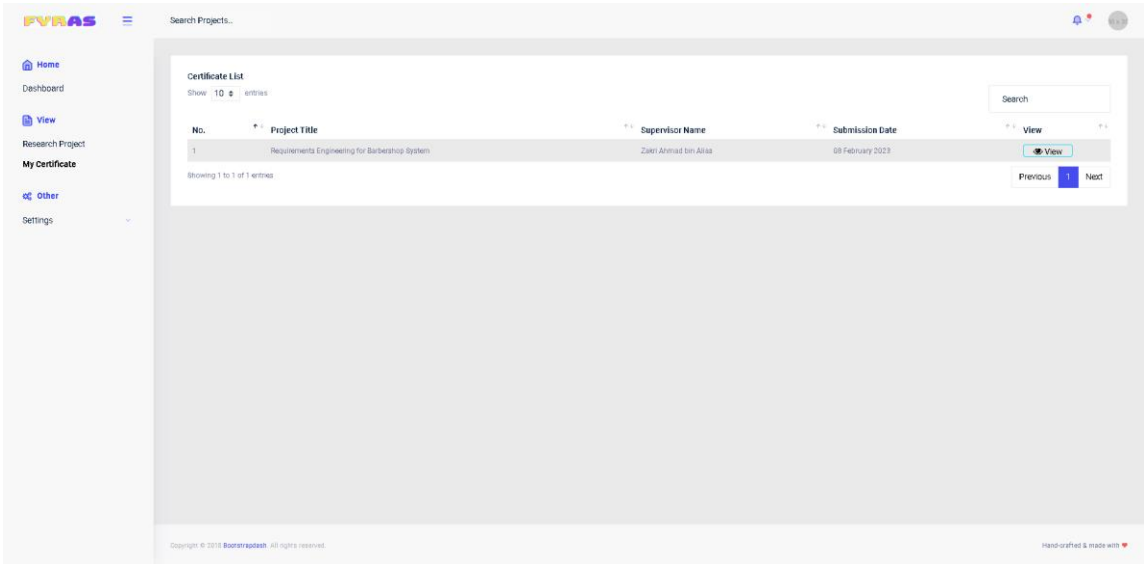 FYRAS
Search Projects..
Home
Dashboard
View
Research Project
My Certificate
Other
Settings
Certificate List
Show 10 entries
Search
No. Project Title Supervisor Name Submission Date View
1 Requirements Engineering for Barbershop System Zakri Ahmad bin Alias 08 February 2023 View
Showing 1 to 1 of 1 entries
Previous 1 Next
Copyright © 2018 Bootstrapdash. All rights reserved.
Hand-crafted & made with